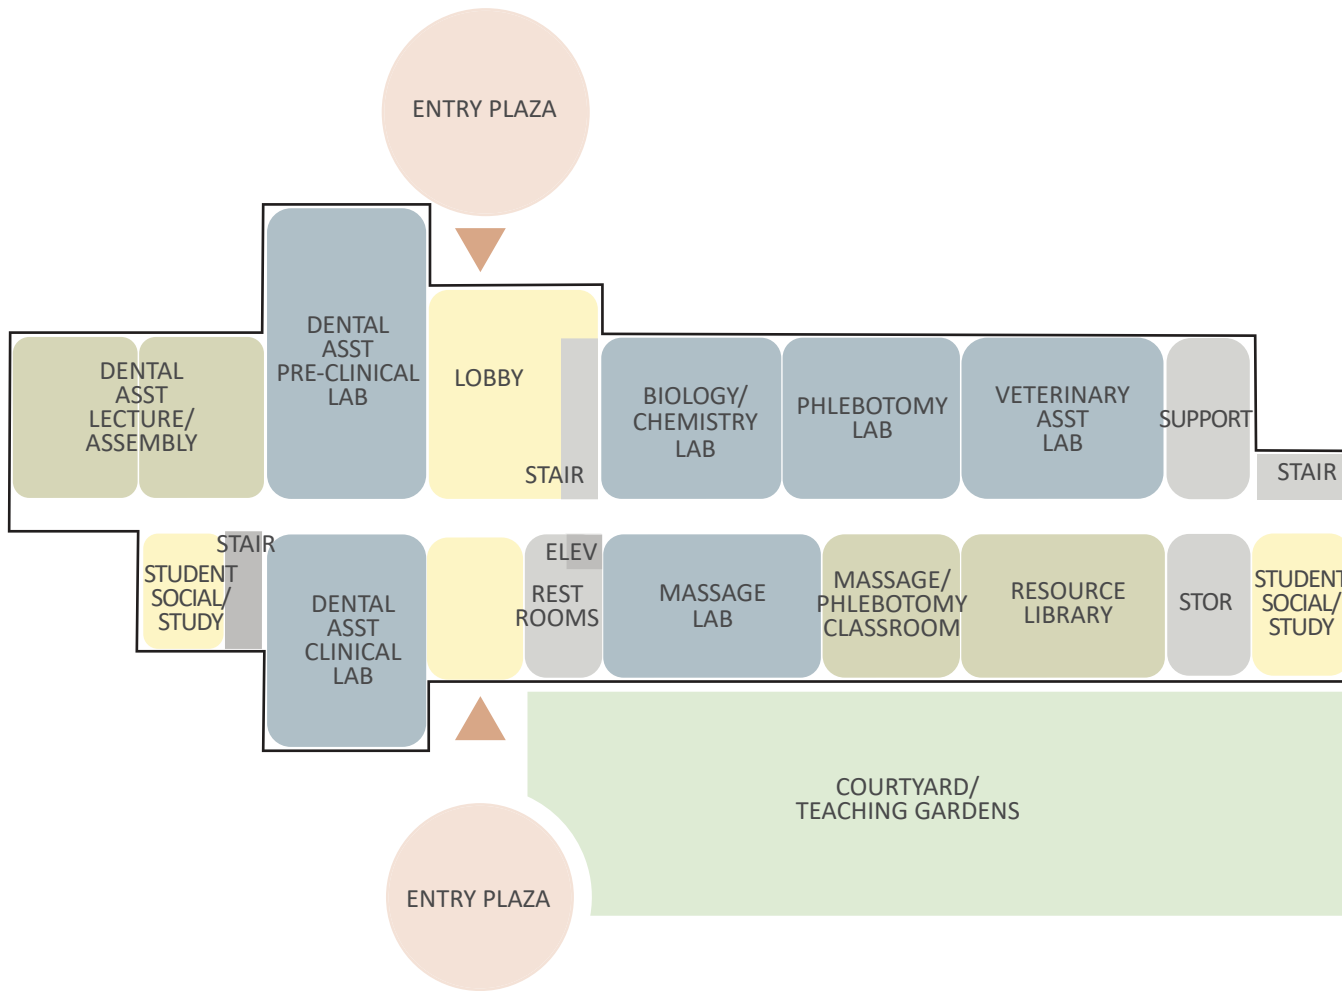 ENTRY PLAZA
DENTAL
ASST
PRE-CLINICAL
LAB
DENTAL
ASST
LECTURE/
ASSEMBLY
LOBBY
STAIR
BIOLOGY/
CHEMISTRY
LAB
PHLEBOTOMY
LAB
VETERINARY
ASST
LAB
SUPPORT
STAIR
STAIR
STUDENT
SOCIAL/
STUDY
DENTAL
ASST
CLINICAL
LAB
ELEV
REST
ROOMS
MASSAGE
LAB
MASSAGE/
PHLEBOTOMY
CLASSROOM
RESOURCE
LIBRARY
STOR
STUDENT
SOCIAL/
STUDY
COURTYARD/
TEACHING GARDENS
ENTRY PLAZA